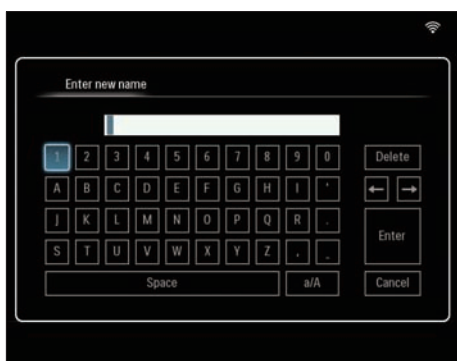 Enter new name
1 2 3 4 5 6 7 8 9 0 Delete
A B C D E F G H I ' ← →
J K L M N O P Q R . Enter
S T U V W X Y Z , _
Space a/A Cancel